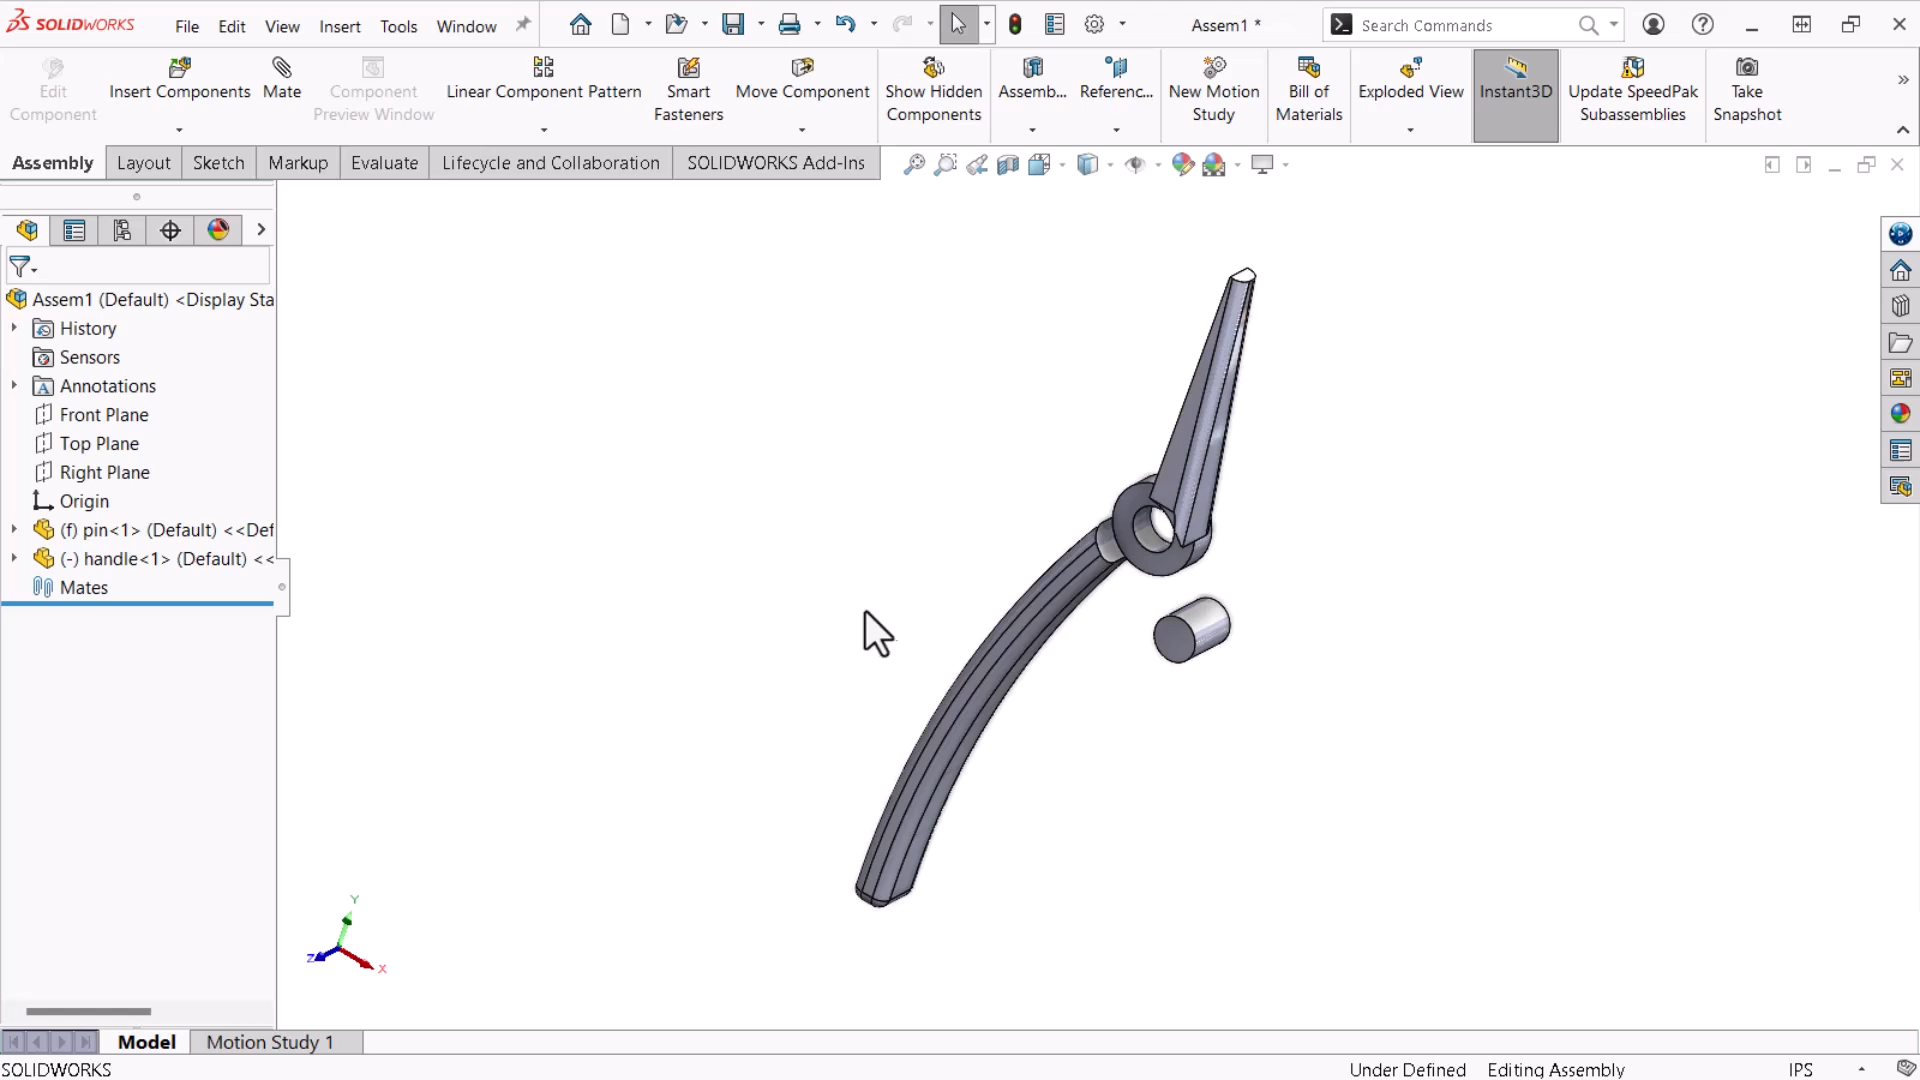 SOLIDWORKS File Edit View Insert Tools Window Assem1 * Search Commands
Edit Component
Insert Components
Mate
Component Preview Window
Linear Component Pattern
Smart Fasteners
Move Component
Show Hidden Components
Assemb...
Referenc...
New Motion Study
Bill of Materials
Exploded View
Instant3D
Update SpeedPak Subassemblies
Take Snapshot
Assembly Layout Sketch Markup Evaluate Lifecycle and Collaboration SOLIDWORKS Add-Ins
Assem1 (Default) <Display Sta
History
Sensors
Annotations
Front Plane
Top Plane
Right Plane
Origin
(f) pin<1> (Default) <<Def
(-) handle<1> (Default) <<
Mates
Y
Z
X
Model Motion Study 1
SOLIDWORKS Under Defined Editing Assembly IPS